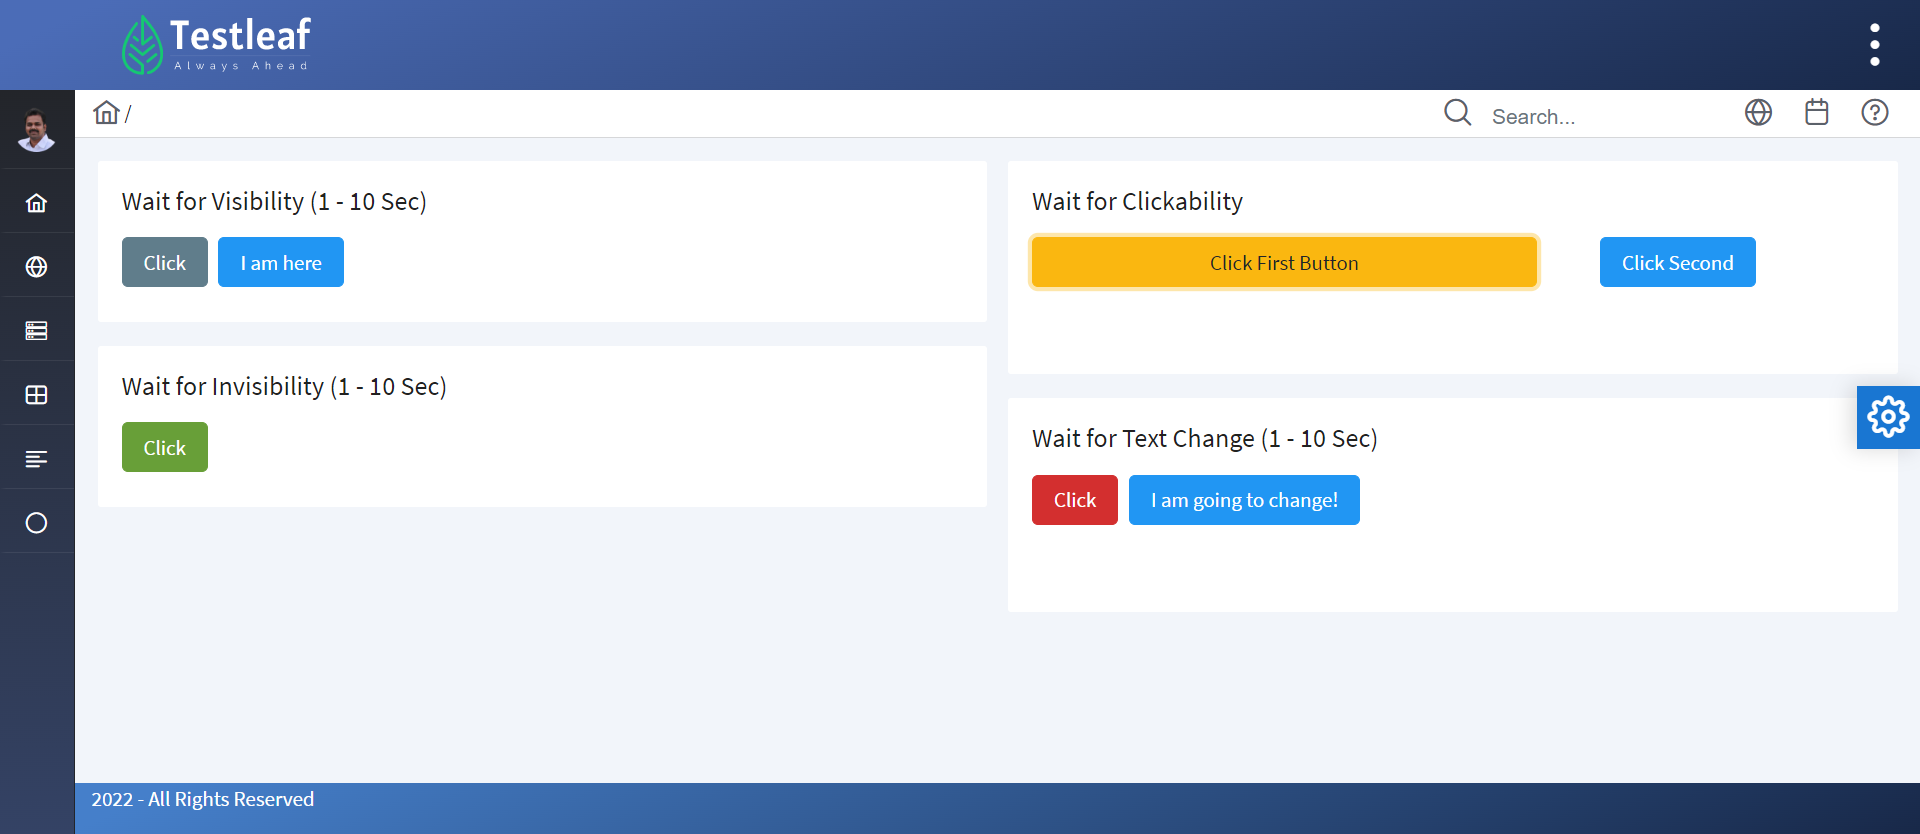 Testleaf
Always Ahead
/
Search...
Wait for Visibility (1 - 10 Sec)
Click
I am here
Wait for Invisibility (1 - 10 Sec)
Click
Wait for Clickability
Click First Button
Click Second
Wait for Text Change (1 - 10 Sec)
Click
I am going to change!
2022 - All Rights Reserved